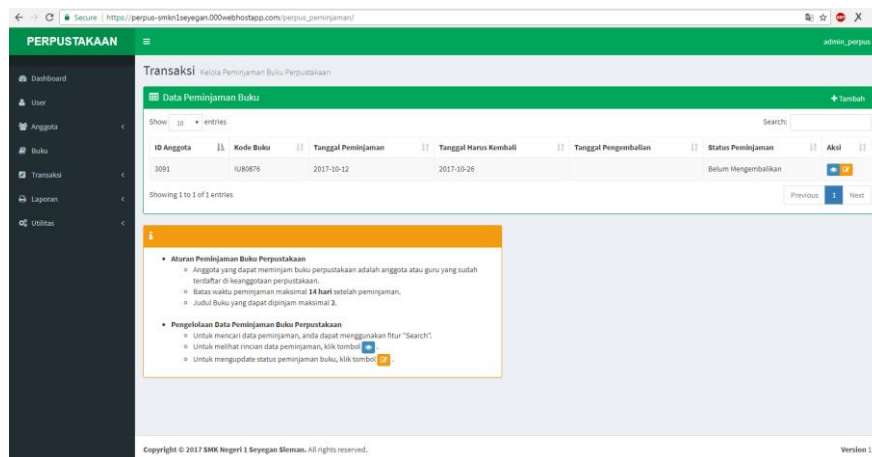 Secure https://perpus-smkn1seyegan.000webhostapp.com/perpus_peminjaman/
PERPUSTAKAAN
admin_perpus
Dashboard
User
Anggota
Buku
Transaksi
Laporan
Utilitas
Transaksi Kelola Peminjaman Buku Perpustakaan
Data Peminjaman Buku
+ Tambah
Show 10 entries
Search:
ID Anggota Kode Buku Tanggal Peminjaman Tanggal Harus Kembali Tanggal Pengembalian Status Peminjaman Aksi
3091 IU80876 2017-10-12 2017-10-26 Belum Mengembalikan
Showing 1 to 1 of 1 entries
Previous 1 Next
i
• Aturan Peminjaman Buku Perpustakaan
Anggota yang dapat meminjam buku perpustakaan adalah anggota atau guru yang sudah
terdaftar di keanggotaan perpustakaan.
Batas waktu peminjaman maksimal 14 hari setelah peminjaman.
Judul Buku yang dapat dipinjam maksimal 2.
• Pengelolaan Data Peminjaman Buku Perpustakaan
Untuk mencari data peminjaman, anda dapat menggunakan fitur "Search".
Untuk melihat rincian data peminjaman, klik tombol .
Untuk mengupdate status peminjaman buku, klik tombol .
Copyright © 2017 SMK Negeri 1 Seyegan Sleman. All rights reserved.
Version 1